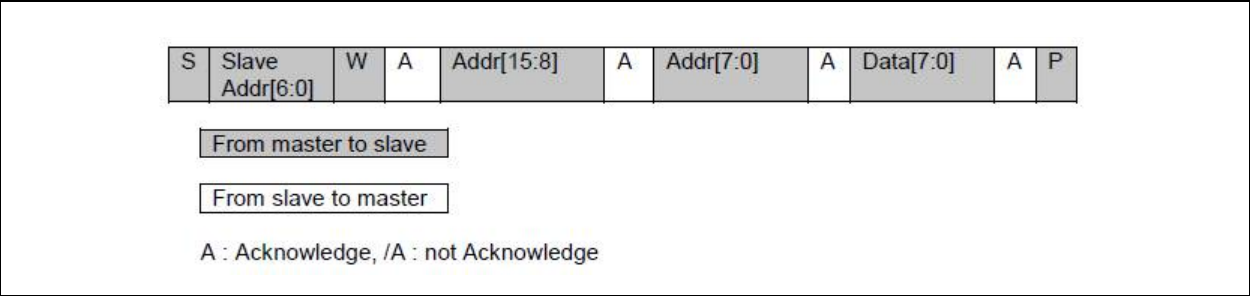 S Slave Addr[6:0] W A Addr[15:8] A Addr[7:0] A Data[7:0] A P
From master to slave
From slave to master
A : Acknowledge, /A : not Acknowledge